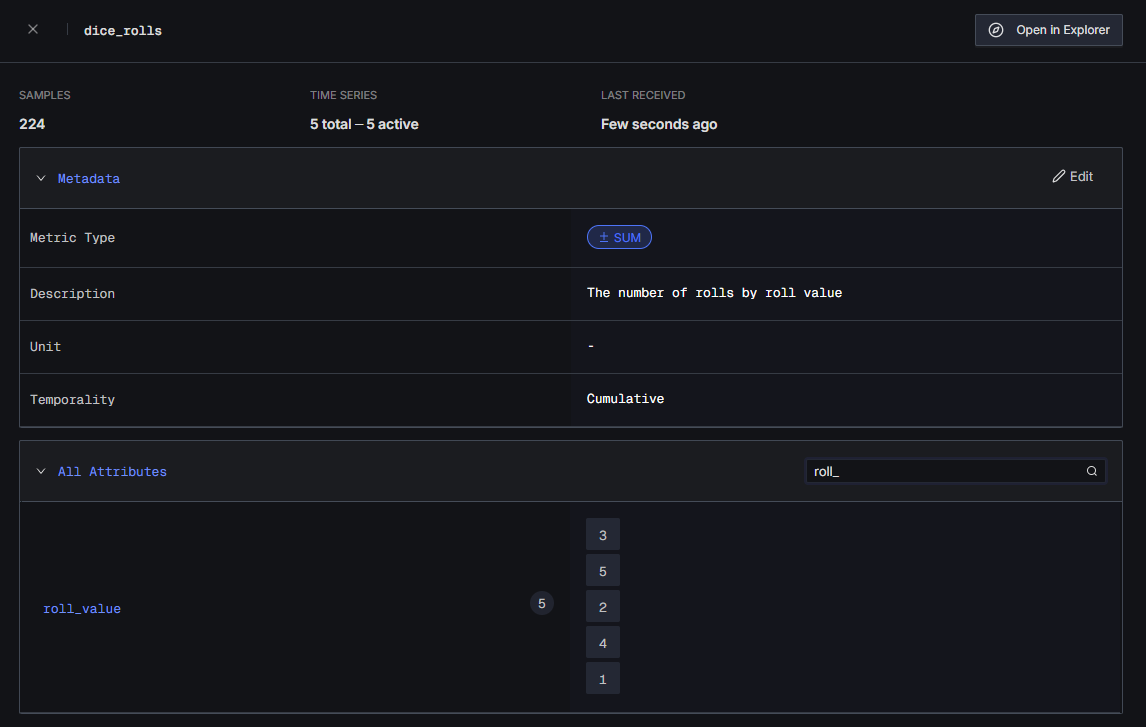 dice_rolls
Open in Explorer
SAMPLES TIME SERIES LAST RECEIVED
224 5 total – 5 active Few seconds ago
Metadata Edit
Metric Type ± SUM
Description The number of rolls by roll value
Unit -
Temporality Cumulative
All Attributes roll_
roll_value 5
3
5
2
4
1